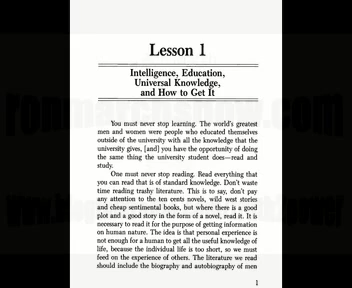 Lesson 1
Intelligence, Education,
Universal Knowledge,
and How to Get It
You must never stop learning. The world's greatest
men and women were people who educated themselves
outside of the university with all the knowledge that the
university gives, [and] you have the opportunity of doing
the same thing the university student does—read and
study.
One must never stop reading. Read everything that
you can read that is of standard knowledge. Don't waste
time reading trashy literature. This is to say, don't pay
any attention to the ten cents novels, wild west stories
and cheap sentimental books, but where there is a good
plot and a good story in the form of a novel, read it. It is
necessary to read it for the purpose of getting information
on human nature. The idea is that personal experience is
not enough for a human to get all the useful knowledge of
life, because the individual life is too short, so we must
feed on the experience of others. The literature we read
should include the biography and autobiography of men
1